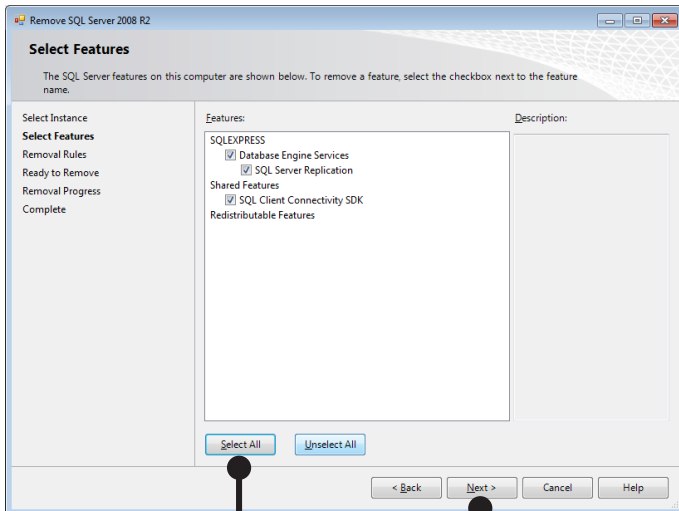 Remove SQL Server 2008 R2
Select Features
The SQL Server features on this computer are shown below. To remove a feature, select the checkbox next to the feature
name.
Select Instance
Select Features
Removal Rules
Ready to Remove
Removal Progress
Complete
Features:
SQLEXPRESS
Database Engine Services
SQL Server Replication
Shared Features
SQL Client Connectivity SDK
Redistributable Features
Description:
Select All
Unselect All
< Back
Next >
Cancel
Help